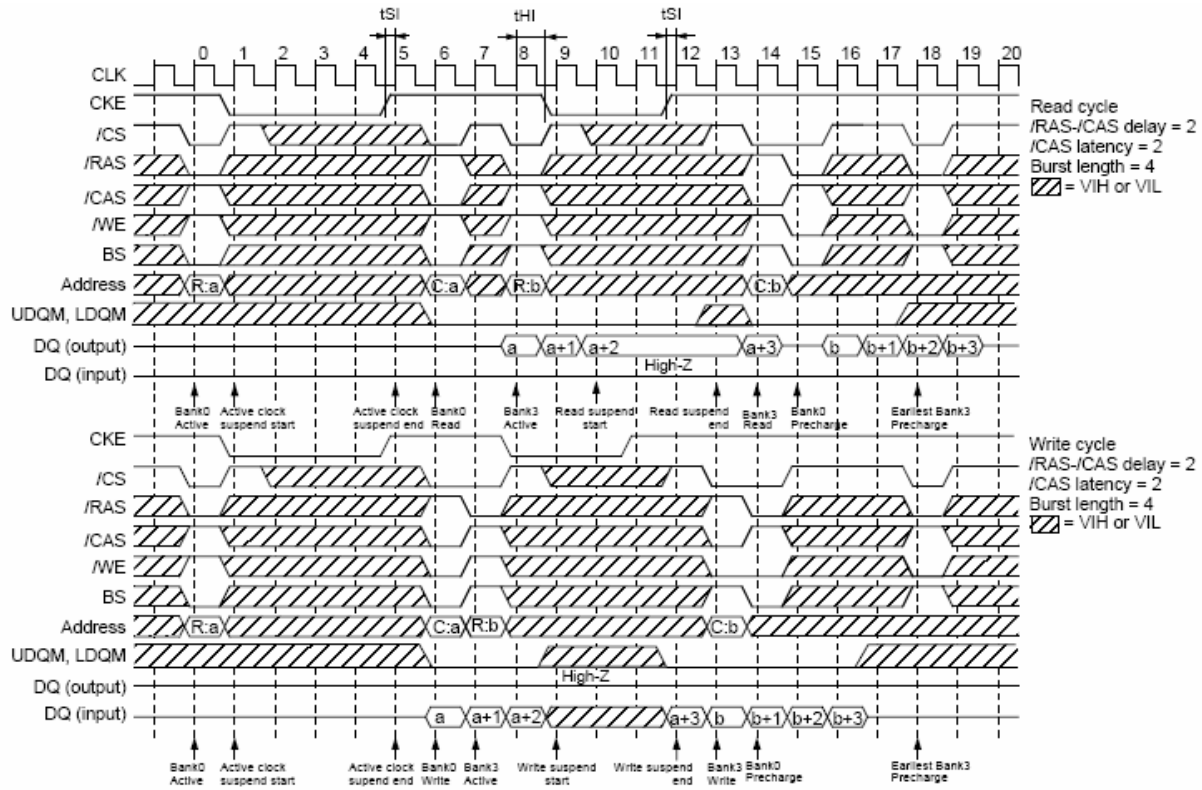 tSI tHI tSI
0 1 2 3 4 5 6 7 8 9 10 11 12 13 14 15 16 17 18 19 20
CLK
CKE
/CS
/RAS
/CAS
/WE
BS
Address R:a C:a R:b C:b
UDQM, LDQM
DQ (output) a a+1 a+2 a+3 b b+1 b+2 b+3
High-Z
DQ (input)
Read cycle
/RAS-/CAS delay = 2
/CAS latency = 2
Burst length = 4
= VIH or VIL
Bank0 Active clock Active clock Bank0 Bank3 Read suspend Read suspend Bank3 Bank0 Earliest Bank3
Active suspend start suspend end Read Active start end Read Precharge Precharge
CKE
/CS
/RAS
/CAS
/WE
BS
Address R:a C:a R:b C:b
UDQM, LDQM
High-Z
DQ (output)
DQ (input) a a+1 a+2 a+3 b b+1 b+2 b+3
Write cycle
/RAS-/CAS delay = 2
/CAS latency = 2
Burst length = 4
= VIH or VIL
Bank0 Active clock Active clock Bank0 Bank3 Write suspend Write suspend Bank3 Bank0 Earliest Bank3
Active suspend start supend end Write Active start end Write Precharge Precharge